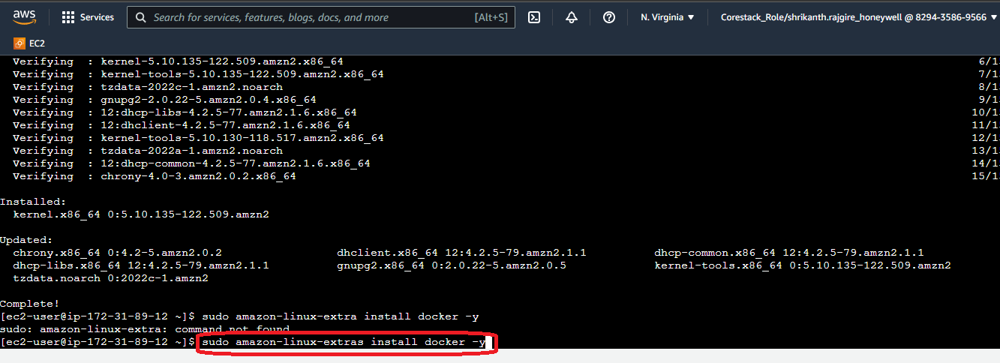 aws Services Search for services, features, blogs, docs, and more [Alt+S] N. Virginia Corestack_Role/shrikanth.rajgire_honeywell @ 8294-3586-9566
EC2
Verifying : kernel-5.10.135-122.509.amzn2.x86_64 6/1
Verifying : kernel-tools-5.10.135-122.509.amzn2.x86_64 7/1
Verifying : tzdata-2022c-1.amzn2.noarch 8/1
Verifying : gnupg2-2.0.22-5.amzn2.0.4.x86_64 9/1
Verifying : 12:dhcp-libs-4.2.5-77.amzn2.1.6.x86_64 10/1
Verifying : 12:dhclient-4.2.5-77.amzn2.1.6.x86_64 11/1
Verifying : kernel-tools-5.10.130-118.517.amzn2.x86_64 12/1
Verifying : tzdata-2022a-1.amzn2.noarch 13/1
Verifying : 12:dhcp-common-4.2.5-77.amzn2.1.6.x86_64 14/1
Verifying : chrony-4.0-3.amzn2.0.2.x86_64 15/1
Installed:
kernel.x86_64 0:5.10.135-122.509.amzn2
Updated:
chrony.x86_64 0:4.2-5.amzn2.0.2 dhclient.x86_64 12:4.2.5-79.amzn2.1.1 dhcp-common.x86_64 12:4.2.5-79.amzn2.1.1
dhcp-libs.x86_64 12:4.2.5-79.amzn2.1.1 gnupg2.x86_64 0:2.0.22-5.amzn2.0.5 kernel-tools.x86_64 0:5.10.135-122.509.amzn2
tzdata.noarch 0:2022c-1.amzn2
Complete!
[ec2-user@ip-172-31-89-12 ~]$ sudo amazon-linux-extra install docker -y
sudo: amazon-linux-extra: command not found
[ec2-user@ip-172-31-89-12 ~]$ sudo amazon-linux-extras install docker -y